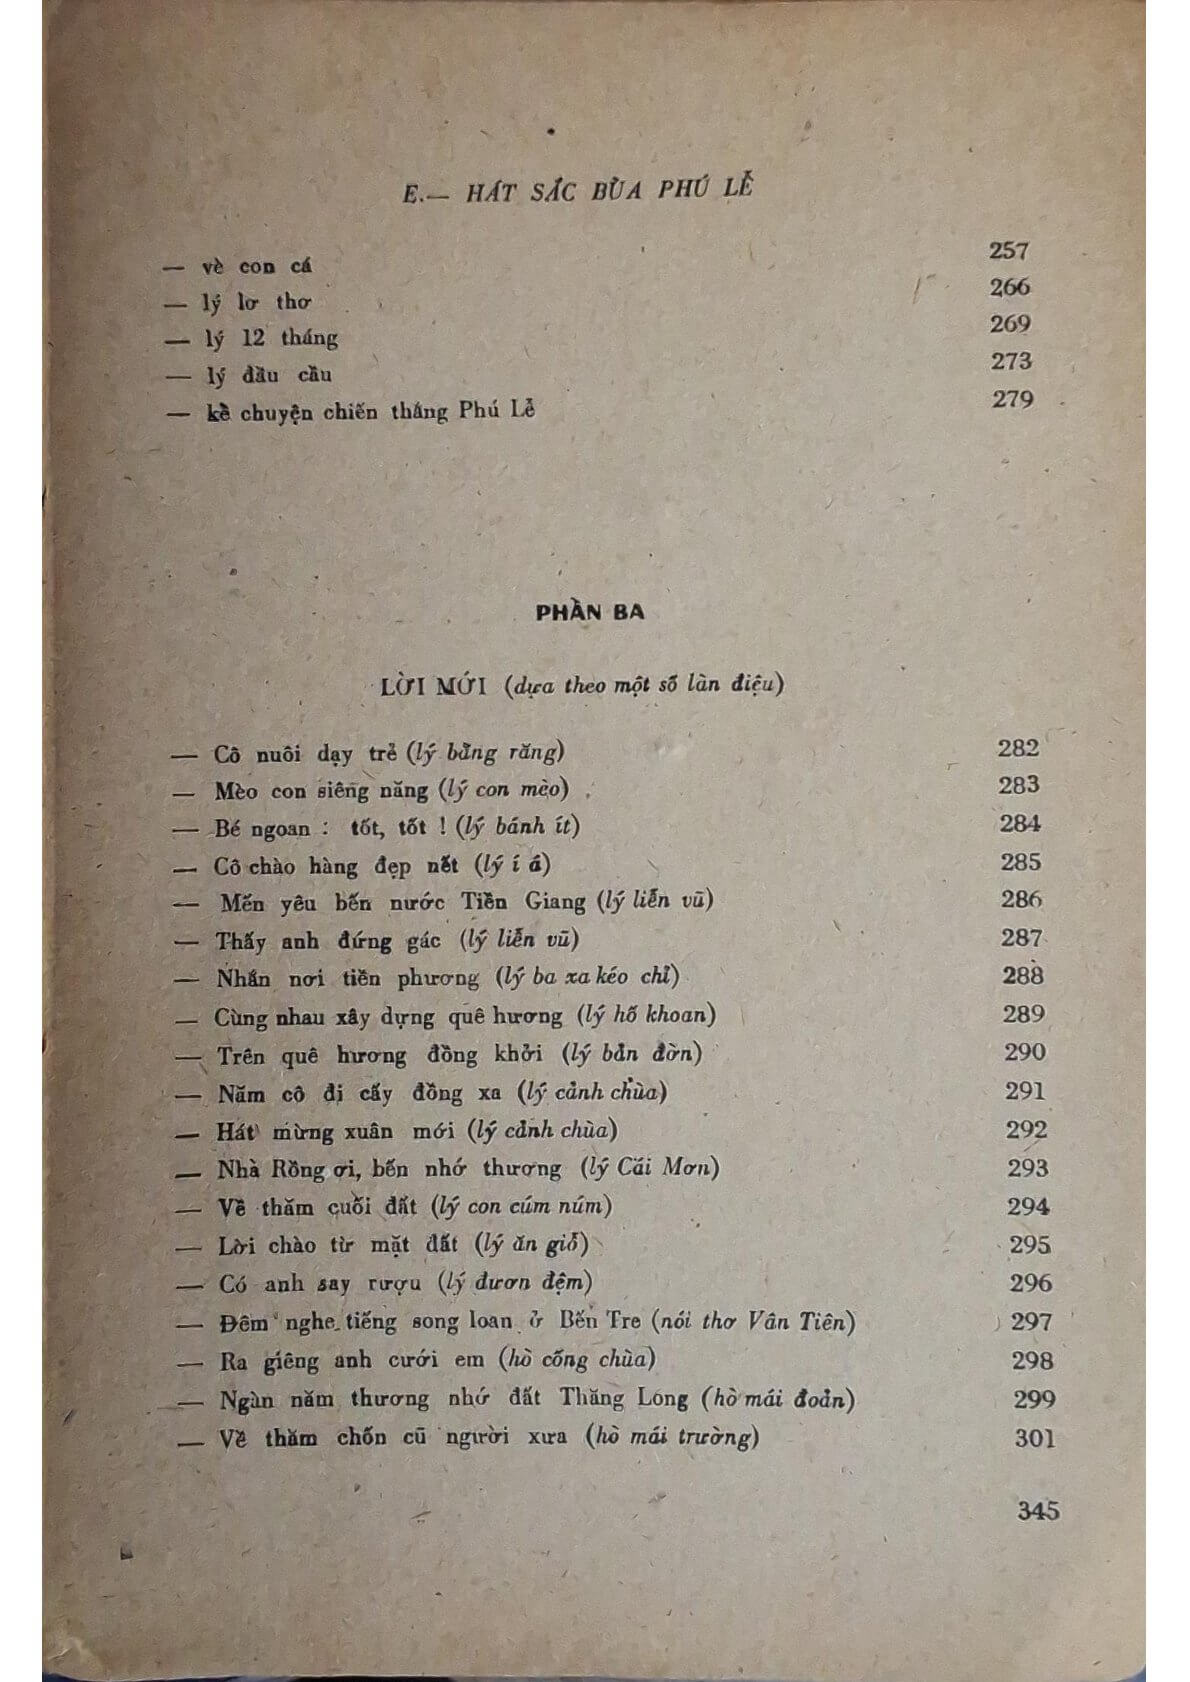 E.— HÁT SẮC BÙA PHÚ LỄ
— vè con cá 257
— lý lơ thơ 266
— lý 12 tháng 269
— lý đầu cầu 273
— kể chuyện chiến thắng Phú Lễ 279
PHẦN BA
LỜI MỚI (dựa theo một số làn điệu)
— Cô nuôi dạy trẻ (lý bằng răng) 282
— Mèo con siêng năng (lý con mèo) 283
— Bé ngoan : tốt, tốt ! (lý bánh ít) 284
— Cô chào hàng đẹp nết (lý í á) 285
— Mến yêu bến nước Tiền Giang (lý liễn vũ) 286
— Thấy anh đứng gác (lý liễn vũ) 287
— Nhắn nơi tiền phương (lý ba xa kéo chỉ) 288
— Cùng nhau xây dựng quê hương (lý hố khoan) 289
— Trên quê hương đồng khởi (lý bản đờn) 290
— Năm cô đi cấy đồng xa (lý cảnh chùa) 291
— Hát mừng xuân mới (lý cảnh chùa) 292
— Nhà Rồng ơi, bến nhớ thương (lý Cái Mơn) 293
— Về thăm cuối đất (lý con cúm núm) 294
— Lời chào từ mặt đất (lý ăn giỗ) 295
— Có anh say rượu (lý đươn đệm) 296
— Đêm nghe tiếng song loan ở Bến Tre (nói thơ Vân Tiên) 297
— Ra giêng anh cưới em (hò cống chùa) 298
— Ngàn năm thương nhớ đất Thăng Long (hò mái đoản) 299
— Về thăm chốn cũ người xưa (hò mái trường) 301
345